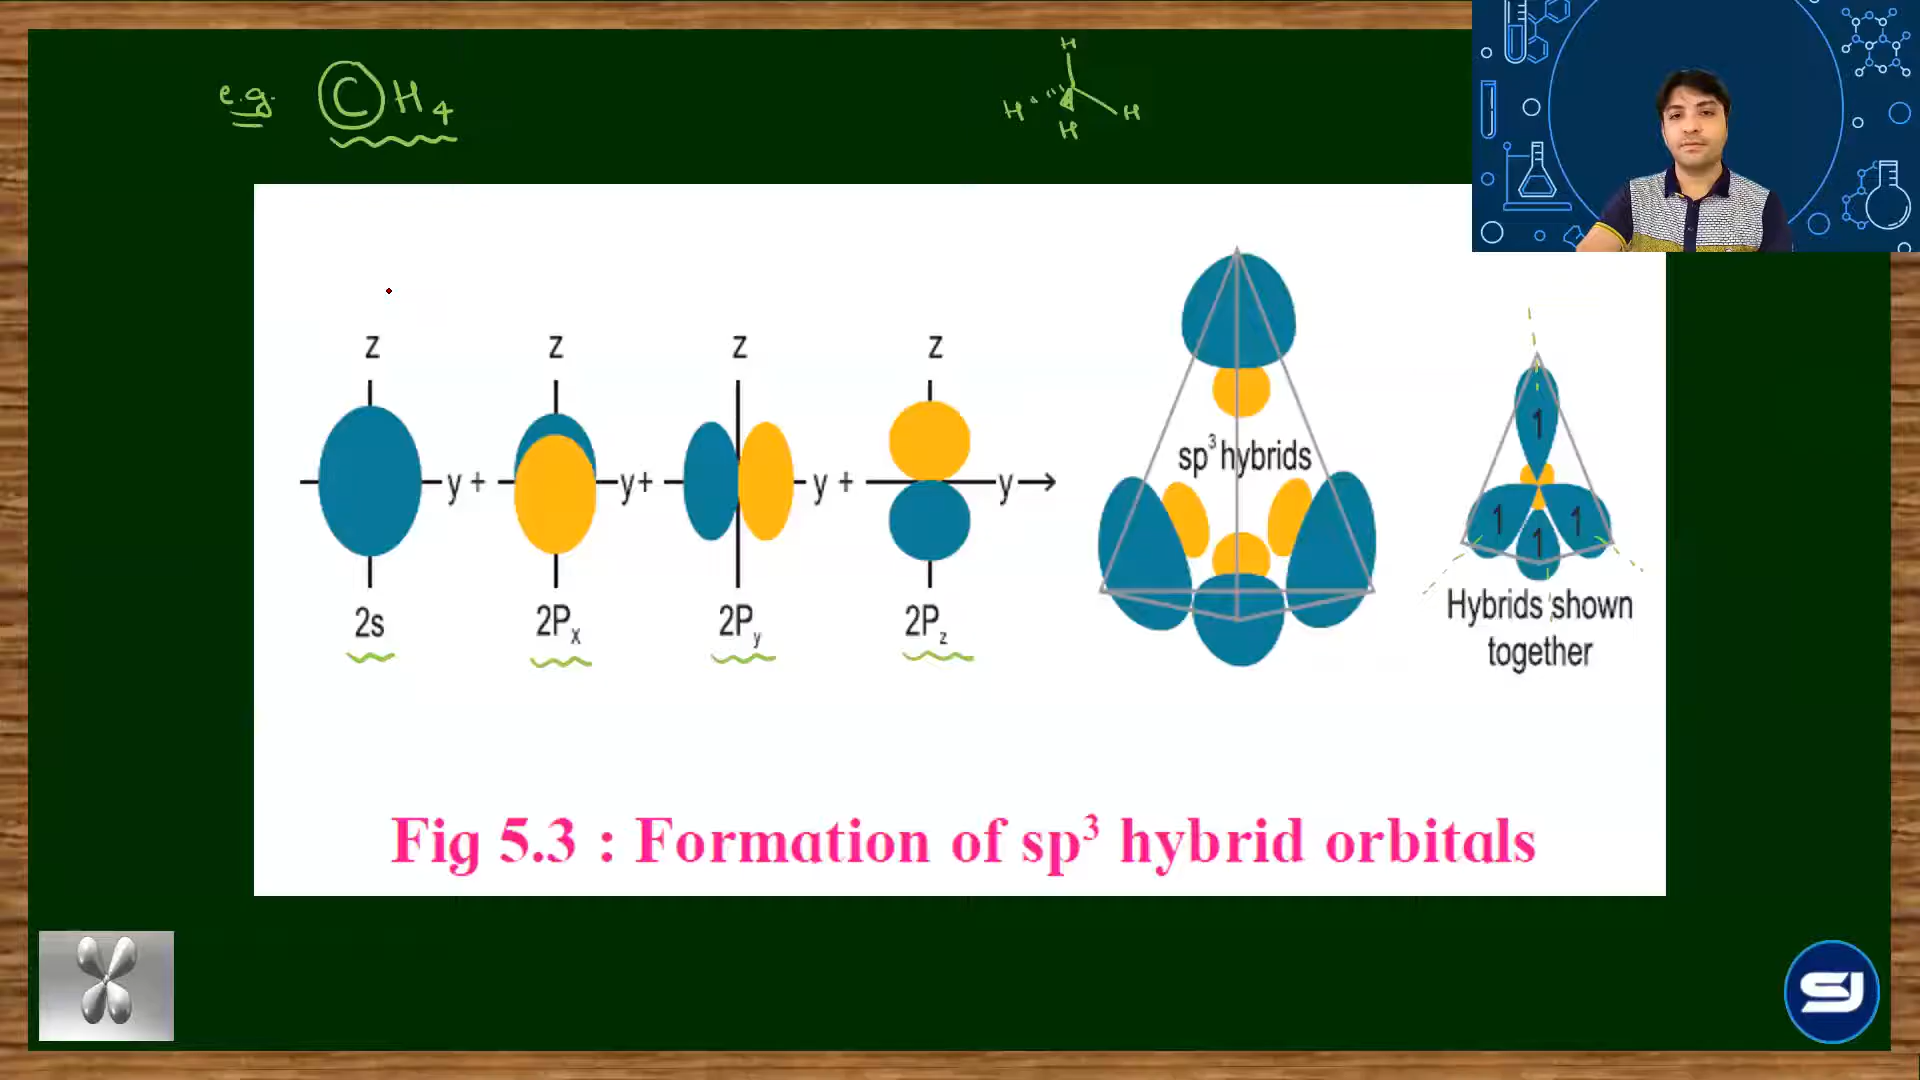 e.g. CH4
H
H H
H
z z z z
sp³ hybrids
y + y+ y + y
1
1 1
1
2s 2Px 2Py 2Pz
Hybrids shown
together
Fig 5.3 : Formation of sp³ hybrid orbitals
SJ